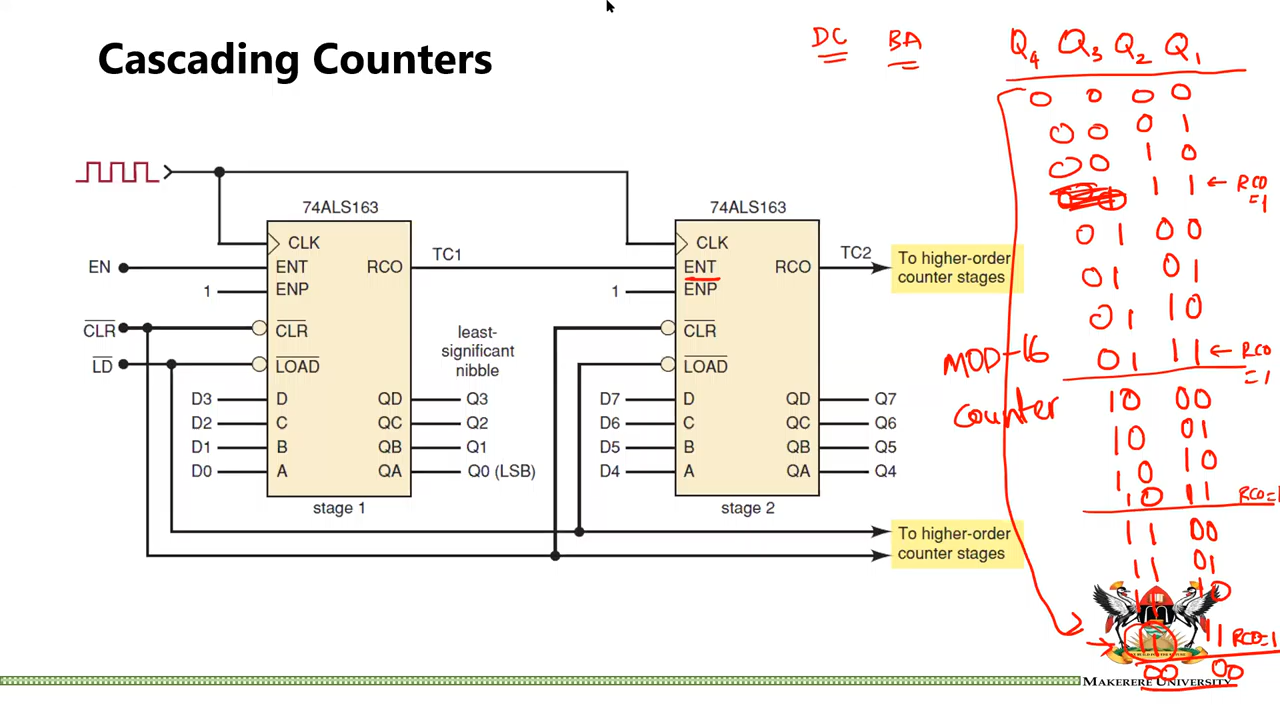 Cascading Counters
DC BA
Q4 Q3 Q2 Q1
0 0 0 0
0 0 0 1
0 0 1 0
1 1 ← RCO =1
0 1 0 0
0 1 0 1
0 1 1 0
0 1 1 1 ← RCO =1
1 0 0 0
1 0 0 1
1 0 1 0
1 0 1 1 RCO=1
1 1 0 0
1 1 0 1
1 1 1 0
1 1 1 1 RCO=1
0 0 0 0
MOD-16
Counter
74ALS163
CLK
EN ENT RCO TC1
1 ENP
C̅L̅R̅ C̅L̅R̅
L̅D̅ L̅O̅A̅D̅
least-
significant
nibble
D3 D QD Q3
D2 C QC Q2
D1 B QB Q1
D0 A QA Q0 (LSB)
stage 1
74ALS163
CLK
ENT RCO TC2
1 ENP
C̅L̅R̅
L̅O̅A̅D̅
D7 D QD Q7
D6 C QC Q6
D5 B QB Q5
D4 A QA Q4
stage 2
To higher-order
counter stages
To higher-order
counter stages
MAKERERE UNIVERSITY